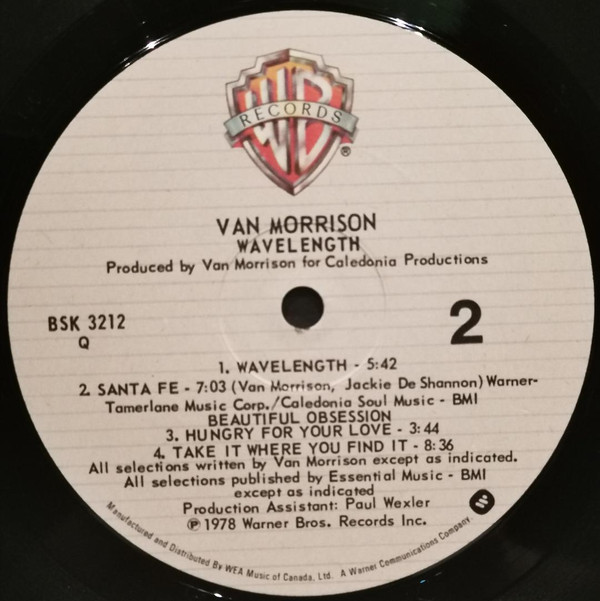 WB
RECORDS
®
VAN MORRISON
WAVELENGTH
Produced by Van Morrison for Caledonia Productions
BSK 3212
Q
2
1. WAVELENGTH - 5:42
2. SANTA FE - 7:03 (Van Morrison, Jackie De Shannon) Warner-
Tamerlane Music Corp./Caledonia Soul Music - BMI
BEAUTIFUL OBSESSION
3. HUNGRY FOR YOUR LOVE - 3:44
4. TAKE IT WHERE YOU FIND IT - 8:36
All selections written by Van Morrison except as indicated.
All selections published by Essential Music - BMI
except as indicated
Production Assistant: Paul Wexler
℗ 1978 Warner Bros. Records Inc.
Manufactured and Distributed By WEA Music of Canada, Ltd. A Warner Communications Company